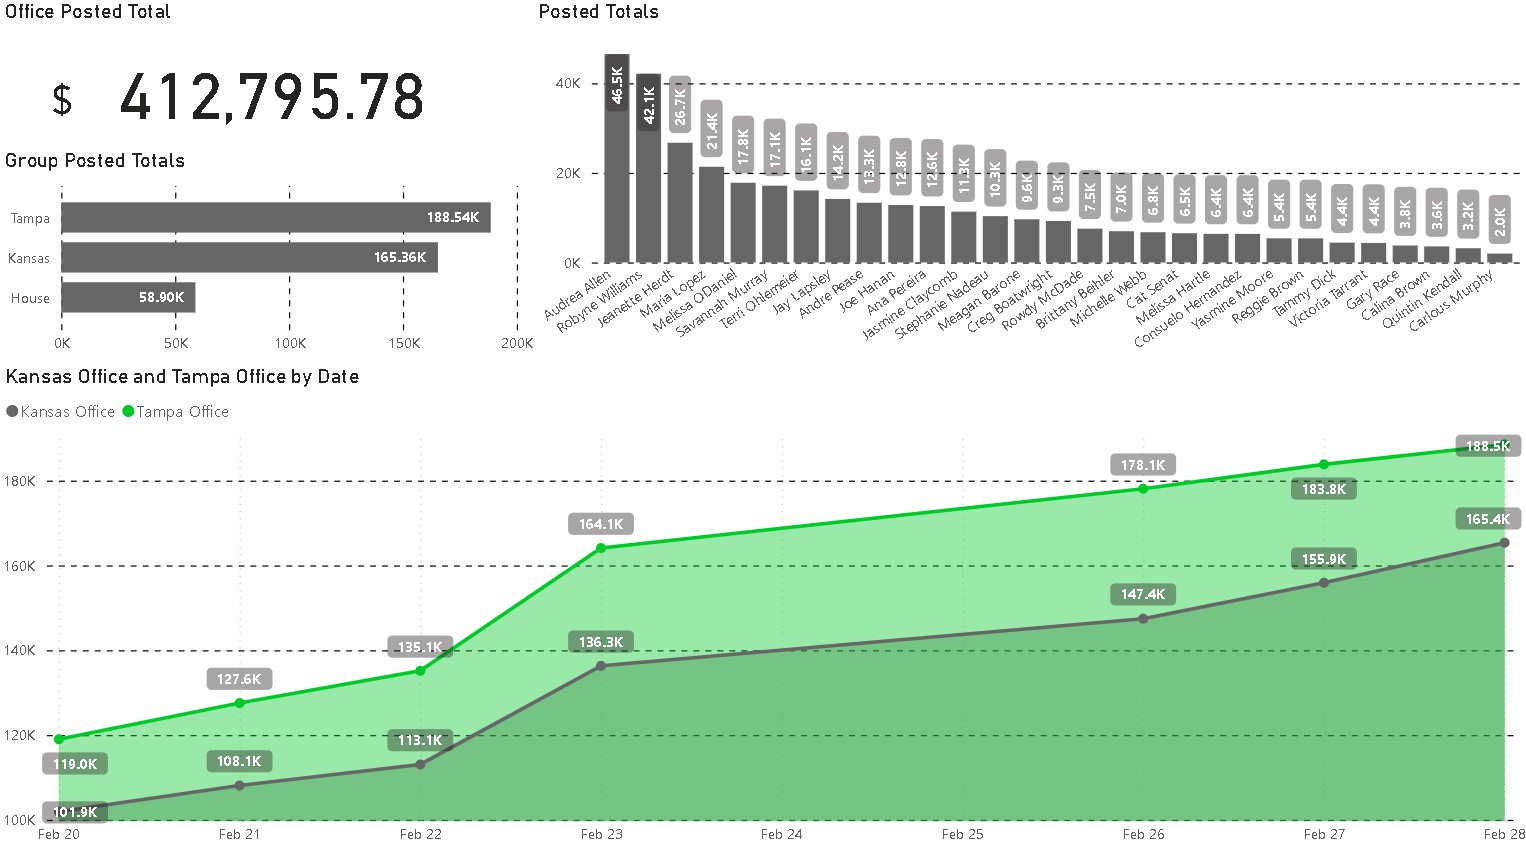 Office Posted Total
$ 412,795.78
Group Posted Totals
Tampa 188.54K
Kansas 165.36K
House 58.90K
0K 50K 100K 150K 200K
Posted Totals
40K
20K
0K
46.5K 42.1K 26.7K 21.4K 17.8K 17.1K 16.1K 14.2K 13.3K 12.8K 12.6K 11.3K 10.3K 9.6K 9.3K 7.5K 7.0K 6.8K 6.5K 6.4K 6.4K 5.4K 5.4K 4.4K 4.4K 3.8K 3.6K 3.2K 2.0K
Audrea Allen
Robyne Williams
Jeanette Herdt
Maria Lopez
Melissa ODaniel
Savannah Murray
Terri Ohlemeier
Jay Lapsley
Andre Pease
Joe Hanan
Ana Pereira
Jasmine Claycomb
Stephanie Nadeau
Meagan Barone
Creg Boatwright
Rowdy McDade
Brittany Beihler
Michelle Webb
Cat Senat
Melissa Hartle
Consuelo Hernandez
Yasmine Moore
Reggie Brown
Tammy Dick
Victoria Tarrant
Gary Race
Calina Brown
Quintin Kendall
Carlous Murphy
Kansas Office and Tampa Office by Date
Kansas Office Tampa Office
180K
160K
140K
120K
100K
119.0K 127.6K 135.1K 164.1K 178.1K 183.8K 188.5K
101.9K 108.1K 113.1K 136.3K 147.4K 155.9K 165.4K
Feb 20 Feb 21 Feb 22 Feb 23 Feb 24 Feb 25 Feb 26 Feb 27 Feb 28